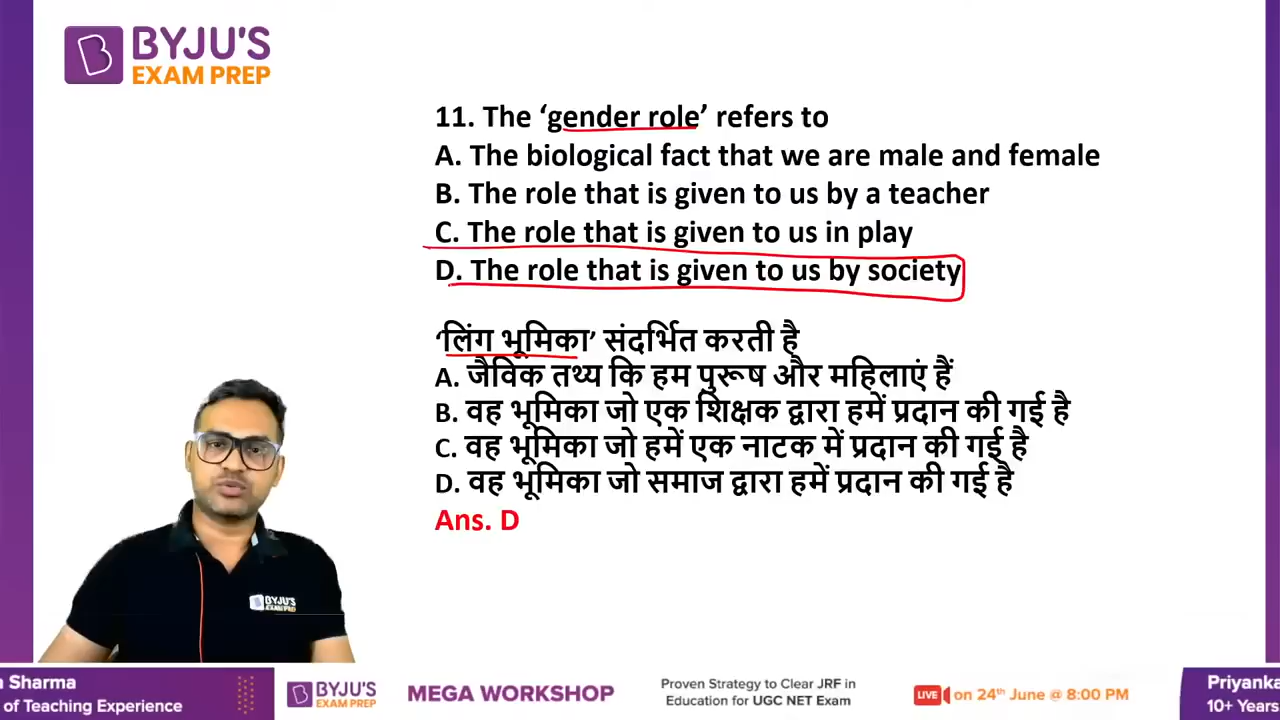 BYJU'S
EXAM PREP
11. The ‘gender role’ refers to
A. The biological fact that we are male and female
B. The role that is given to us by a teacher
C. The role that is given to us in play
D. The role that is given to us by society
‘लिंग भूमिका’ संदर्भित करती है
A. जैविक तथ्य कि हम पुरूष और महिलाएं हैं
B. वह भूमिका जो एक शिक्षक द्वारा हमें प्रदान की गई है
C. वह भूमिका जो हमें एक नाटक में प्रदान की गई है
D. वह भूमिका जो समाज द्वारा हमें प्रदान की गई है
Ans. D
BYJU'S
EXAM PREP
Sharma
of Teaching Experience
BYJU'S
EXAM PREP
MEGA WORKSHOP
Proven Strategy to Clear JRF in
Education for UGC NET Exam
LIVE on 24th June @ 8:00 PM
Priyanka
10+ Years